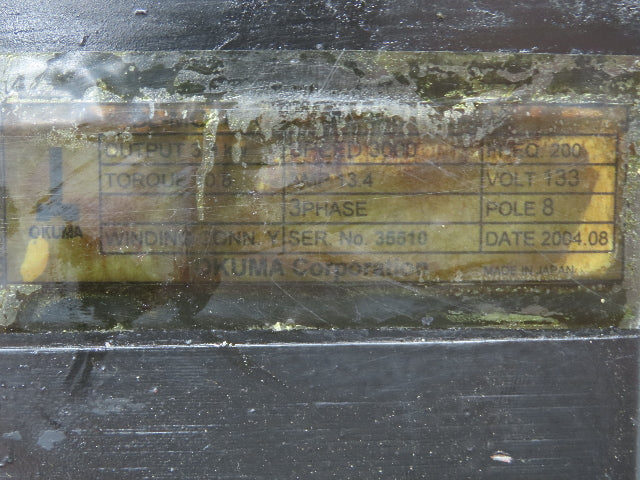 OUTPUT
FREQ. 200
TORQUE AMP 13.4 VOLT 133
3PHASE POLE 8
OKUMA
WINDING CONN Y SER. No. 35510 DATE 2004.08
OKUMA Corporation MADE IN JAPAN